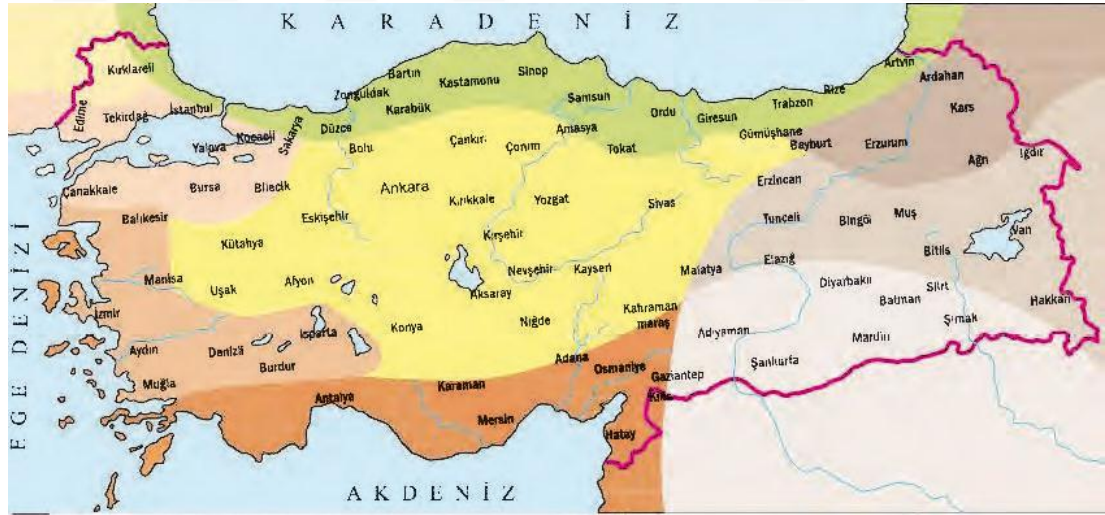 KARADENİZ
Kırklareli
Edirne
Tekirdağ
İstanbul
Yalova
Kocaeli
Sakarya
Düzce
Zonguldak
Bartın
Karabük
Kastamonu
Sinop
Samsun
Ordu
Giresun
Trabzon
Rize
Artvin
Ardahan
Kars
Gümüşhane
Bayburt
Erzurum
Ağrı
Iğdır
Çanakkale
Bursa
Bilecik
Bolu
Çankırı
Çorum
Amasya
Tokat
Balıkesir
Eskişehir
Ankara
Kırıkkale
Yozgat
Sivas
Erzincan
Tunceli
Bingöl
Muş
Van
Bitlis
Kütahya
Kırşehir
Manisa
Uşak
Afyon
Nevşehir
Kayseri
Malatya
Elazığ
Diyarbakır
Batman
Siirt
Hakkari
İzmir
Aksaray
Isparta
Konya
Niğde
Kahraman
maraş
Adıyaman
Mardin
Şırnak
Aydın
Denizli
Burdur
Adana
Osmaniye
Gaziantep
Şanlıurfa
Muğla
Antalya
Karaman
Mersin
Kilis
Hatay
EGE DENİZİ
AKDENİZ